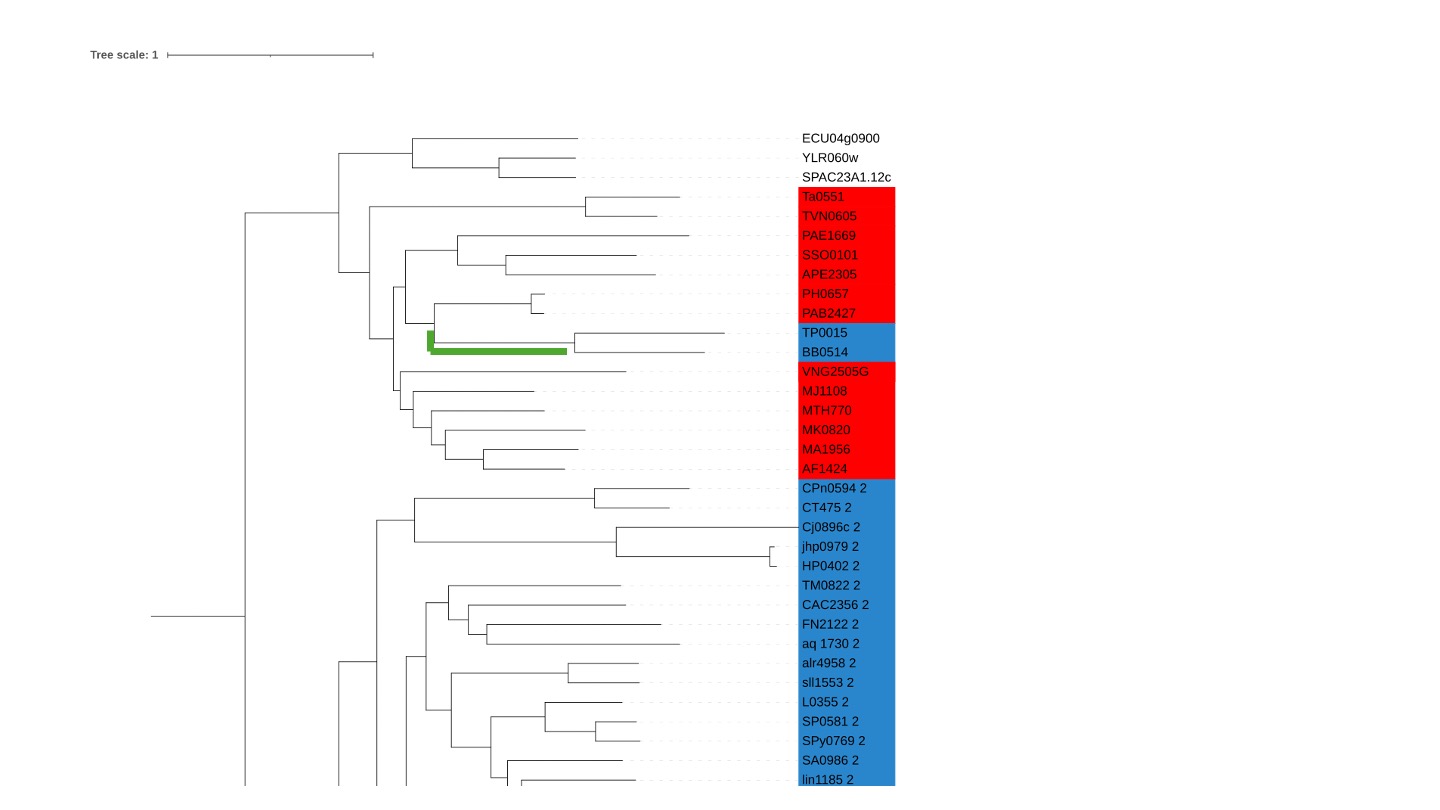 Tree scale: 1
ECU04g0900
YLR060w
SPAC23A1.12c
Ta0551
TVN0605
PAE1669
SSO0101
APE2305
PH0657
PAB2427
TP0015
BB0514
VNG2505G
MJ1108
MTH770
MK0820
MA1956
AF1424
CPn0594 2
CT475 2
Cj0896c 2
jhp0979 2
HP0402 2
TM0822 2
CAC2356 2
FN2122 2
aq 1730 2
alr4958 2
sll1553 2
L0355 2
SP0581 2
SPy0769 2
SA0986 2
lin1185 2